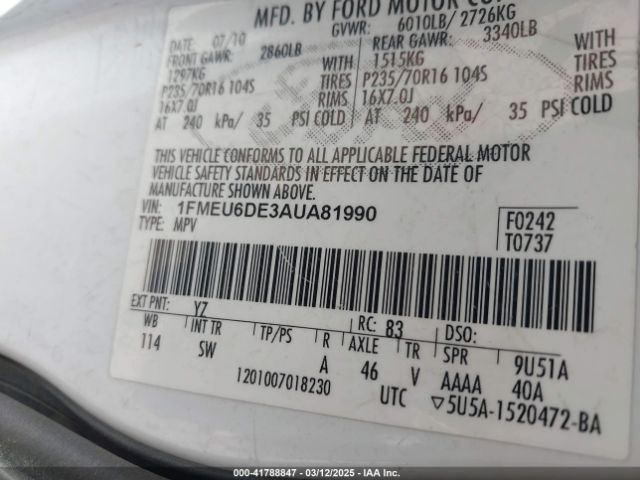 MFD. BY FORD MOTOR CO
DATE: 07/10 GVWR: 6010LB/ 2726KG
FRONT GAWR: 2860LB REAR GAWR: 3340LB
1297KG WITH 1515KG WITH
P235/70R16 104S TIRES P235/70R16 104S TIRES
16X7.0J RIMS 16X7.0J RIMS
AT 240 kPa/ 35 PSI COLD AT 240 kPa/ 35 PSI COLD
THIS VEHICLE CONFORMS TO ALL APPLICABLE FEDERAL MOTOR
VEHICLE SAFETY STANDARDS IN EFFECT ON THE DATE OF
MANUFACTURE SHOWN ABOVE.
VIN: 1FMEU6DE3AUA81990 F0242
TYPE: MPV T0737
EXT PNT: YZ RC: 83 DSO:
WB INT TR TP/PS R AXLE TR SPR 9U51A
114 SW A 46 V AAAA 40A
1201007018230 UTC ▽5U5A-1520472-BA
000-41788847 | 03/12/2025 | IAA Inc.